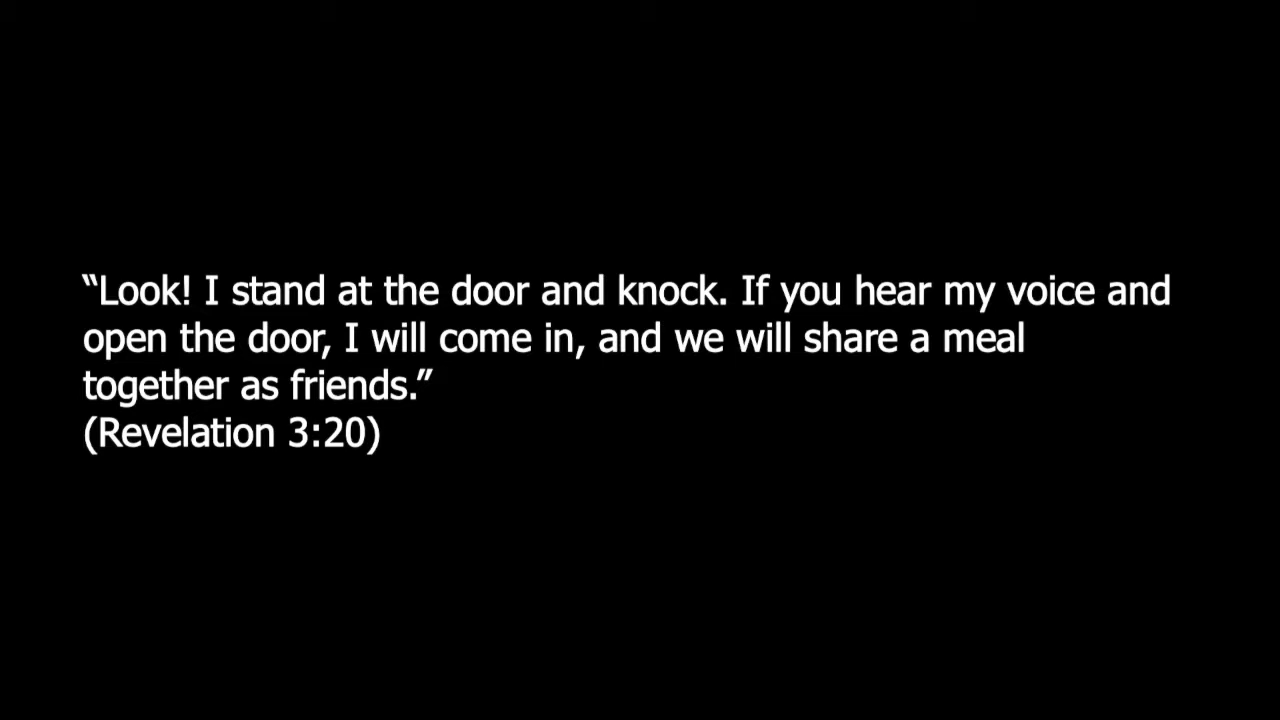 “Look! I stand at the door and knock. If you hear my voice and
open the door, I will come in, and we will share a meal
together as friends.”
(Revelation 3:20)